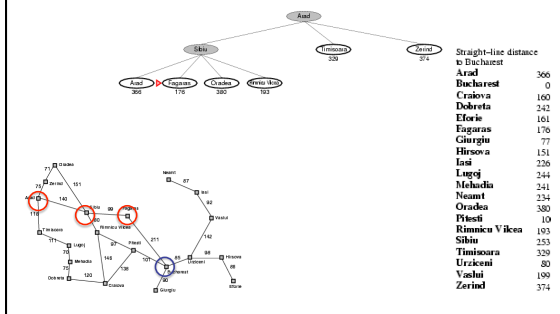 Arad
Sibiu
Timisoara
Zerind
329
374
Arad
Fagaras
Oradea
Rimnicu Vilcea
366
176
380
193
Straight–line distance
to Bucharest
Arad 366
Bucharest 0
Craiova 160
Dobreta 242
Eforie 161
Fagaras 176
Giurgiu 77
Hirsova 151
Iasi 226
Lugoj 244
Mehadia 241
Neamt 234
Oradea 380
Pitesti 10
Rimnicu Vilcea 193
Sibiu 253
Timisoara 329
Urziceni 80
Vaslui 199
Zerind 374
Oradea
71
Neamt
87
Zerind
151
75
Iasi
Arad
140
92
Sibiu
99
Fagaras
118
80
Vaslui
Timisoara
Rimnicu Vilcea
111
Lugoj
97
Pitesti
211
142
70
98
Hirsova
Mehadia
146
101
85
Urziceni
75
138
86
Bucharest
Dobreta
120
90
Craiova
Eforie
Giurgiu